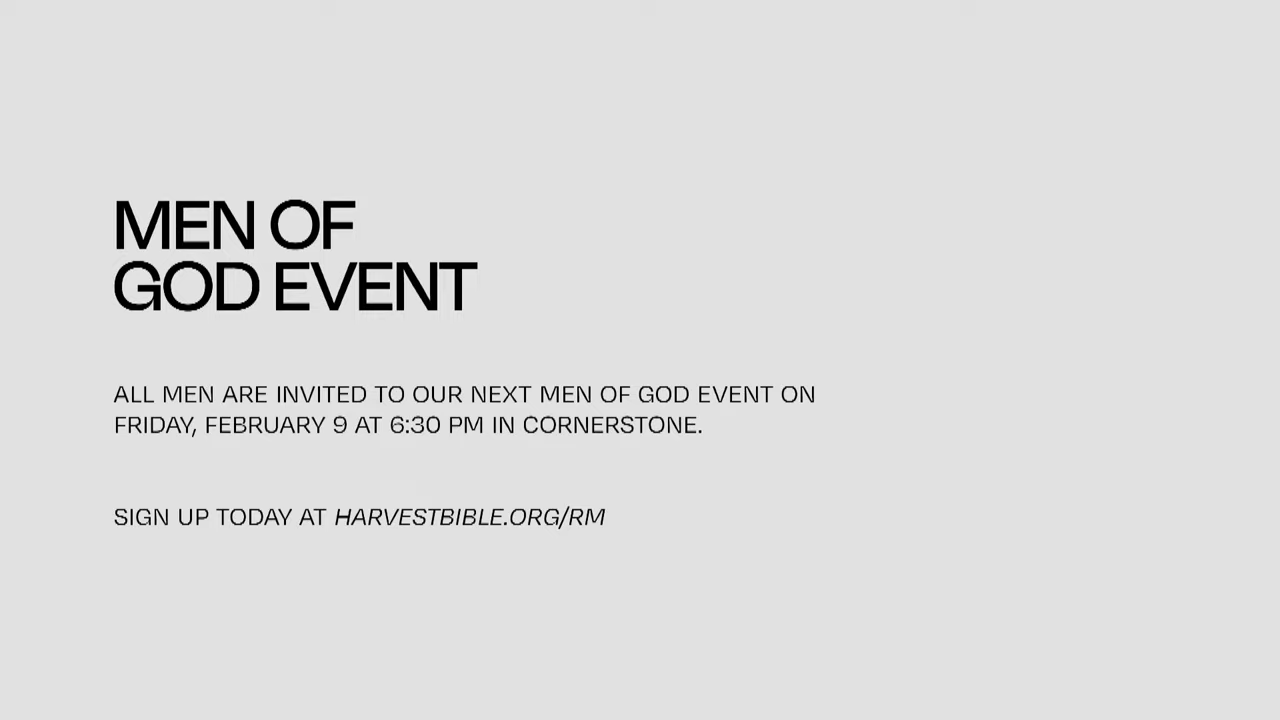 MEN OF
GOD EVENT
ALL MEN ARE INVITED TO OUR NEXT MEN OF GOD EVENT ON
FRIDAY, FEBRUARY 9 AT 6:30 PM IN CORNERSTONE.
SIGN UP TODAY AT HARVESTBIBLE.ORG/RM